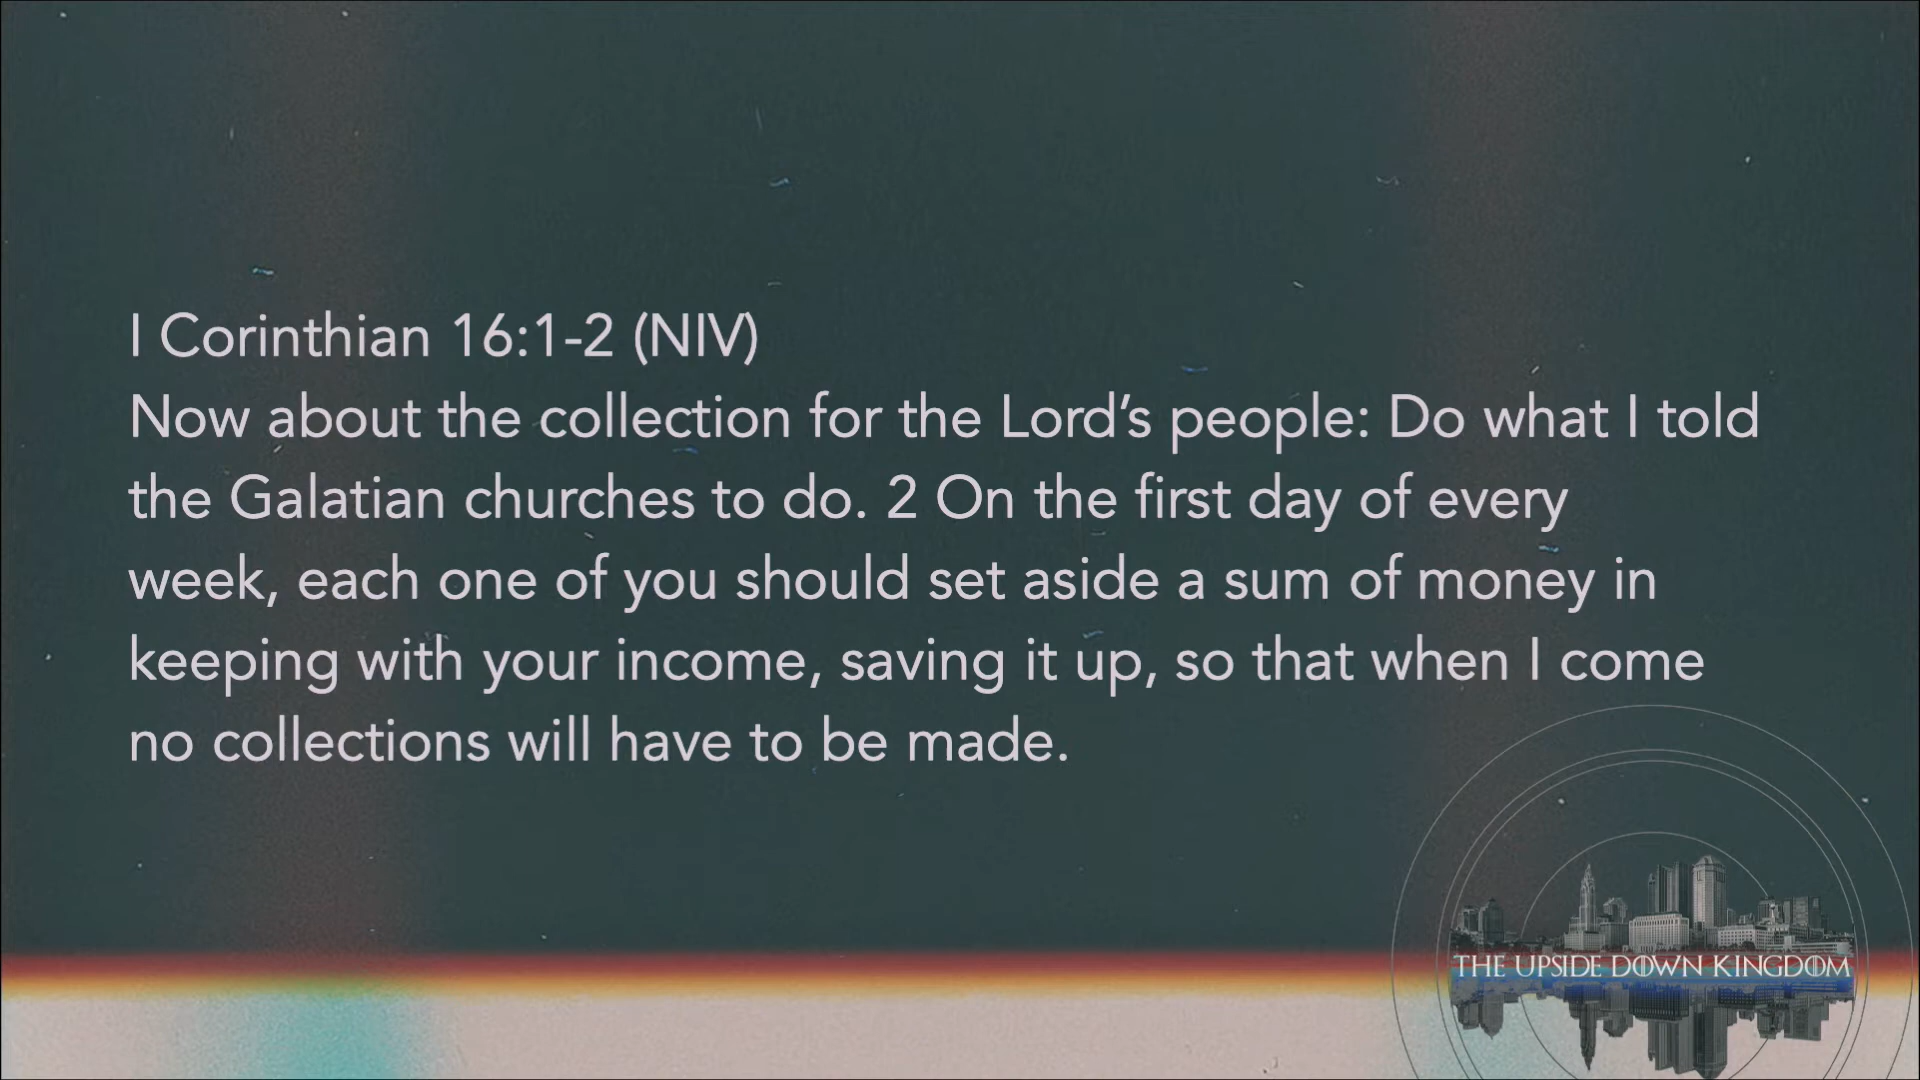 I Corinthian 16:1-2 (NIV)
Now about the collection for the Lord’s people: Do what I told
the Galatian churches to do. 2 On the first day of every
week, each one of you should set aside a sum of money in
keeping with your income, saving it up, so that when I come
no collections will have to be made.
THE UPSIDE DOWN KINGDOM